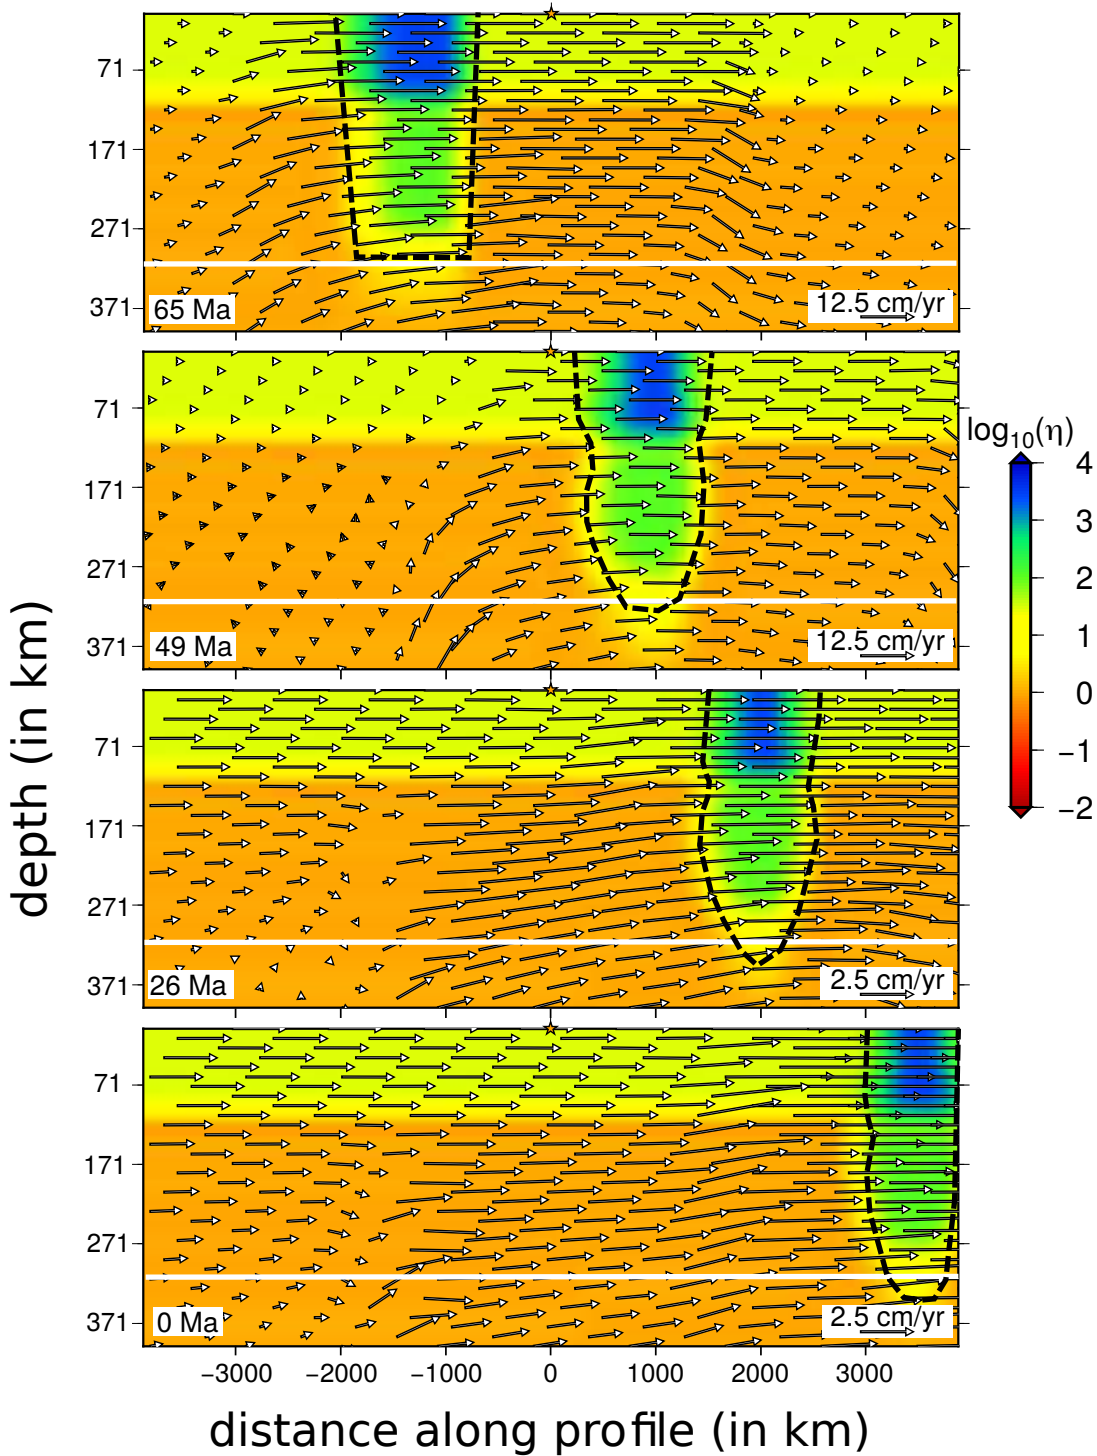 71
171
271
371
65 Ma
12.5 cm/yr
71
171
271
371
49 Ma
12.5 cm/yr
log10(η)
4
3
2
1
0
−1
−2
depth (in km)
71
171
271
371
26 Ma
2.5 cm/yr
71
171
271
371
0 Ma
2.5 cm/yr
−3000 −2000 −1000 0 1000 2000 3000
distance along profile (in km)